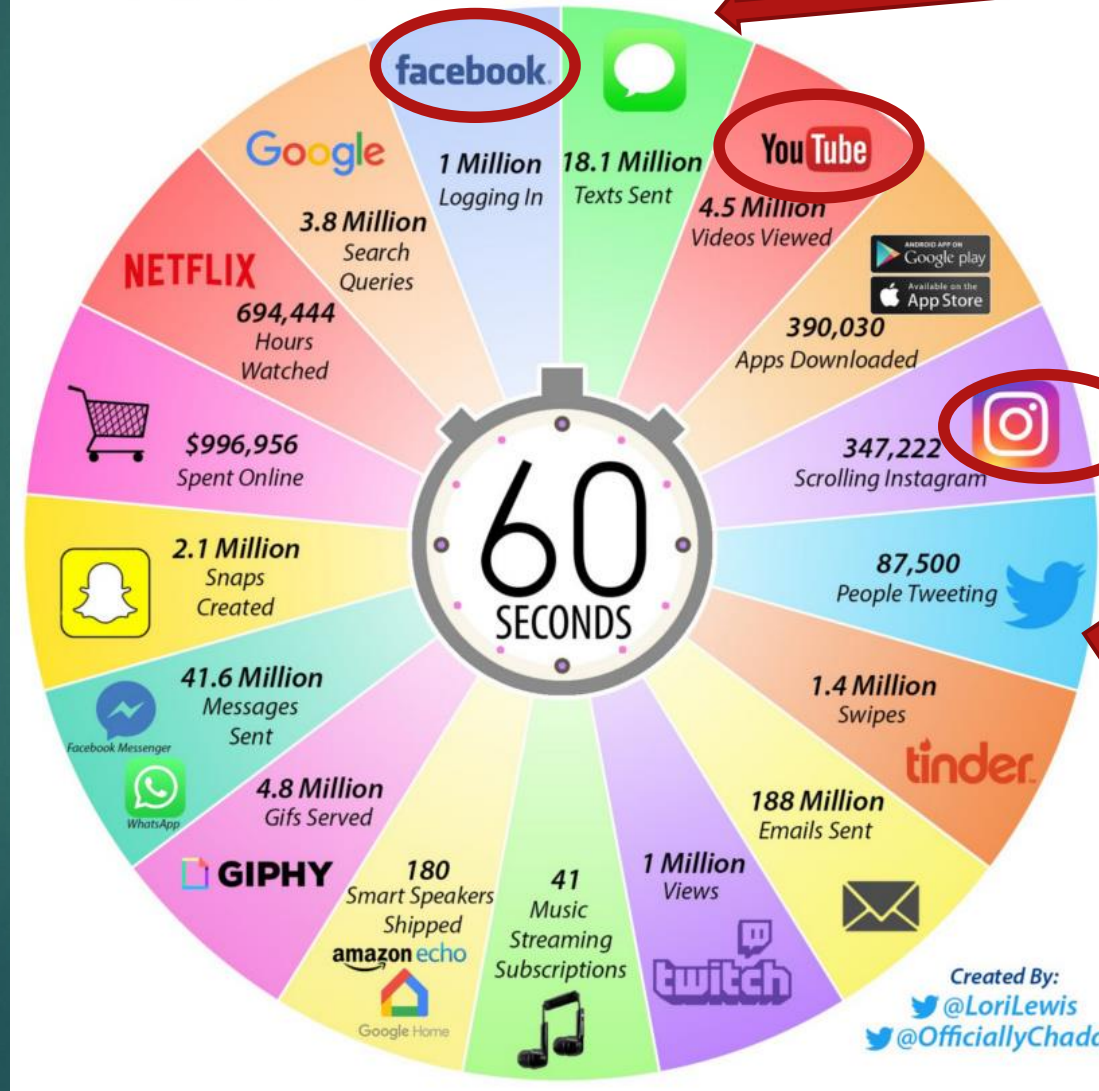 facebook
1 Million
Logging In
18.1 Million
Texts Sent
YouTube
4.5 Million
Videos Viewed
ANDROID APP ON
Google play
Available on the
App Store
390,030
Apps Downloaded
347,222
Scrolling Instagram
87,500
People Tweeting
1.4 Million
Swipes
tinder
188 Million
Emails Sent
1 Million
Views
twitch
41
Music
Streaming
Subscriptions
180
Smart Speakers
Shipped
amazon echo
Google Home
4.8 Million
Gifs Served
GIPHY
41.6 Million
Messages
Sent
Facebook Messenger
WhatsApp
2.1 Million
Snaps
Created
$996,956
Spent Online
NETFLIX
694,444
Hours
Watched
Google
3.8 Million
Search
Queries
60
SECONDS
Created By:
@LoriLewis
@OfficiallyChadd